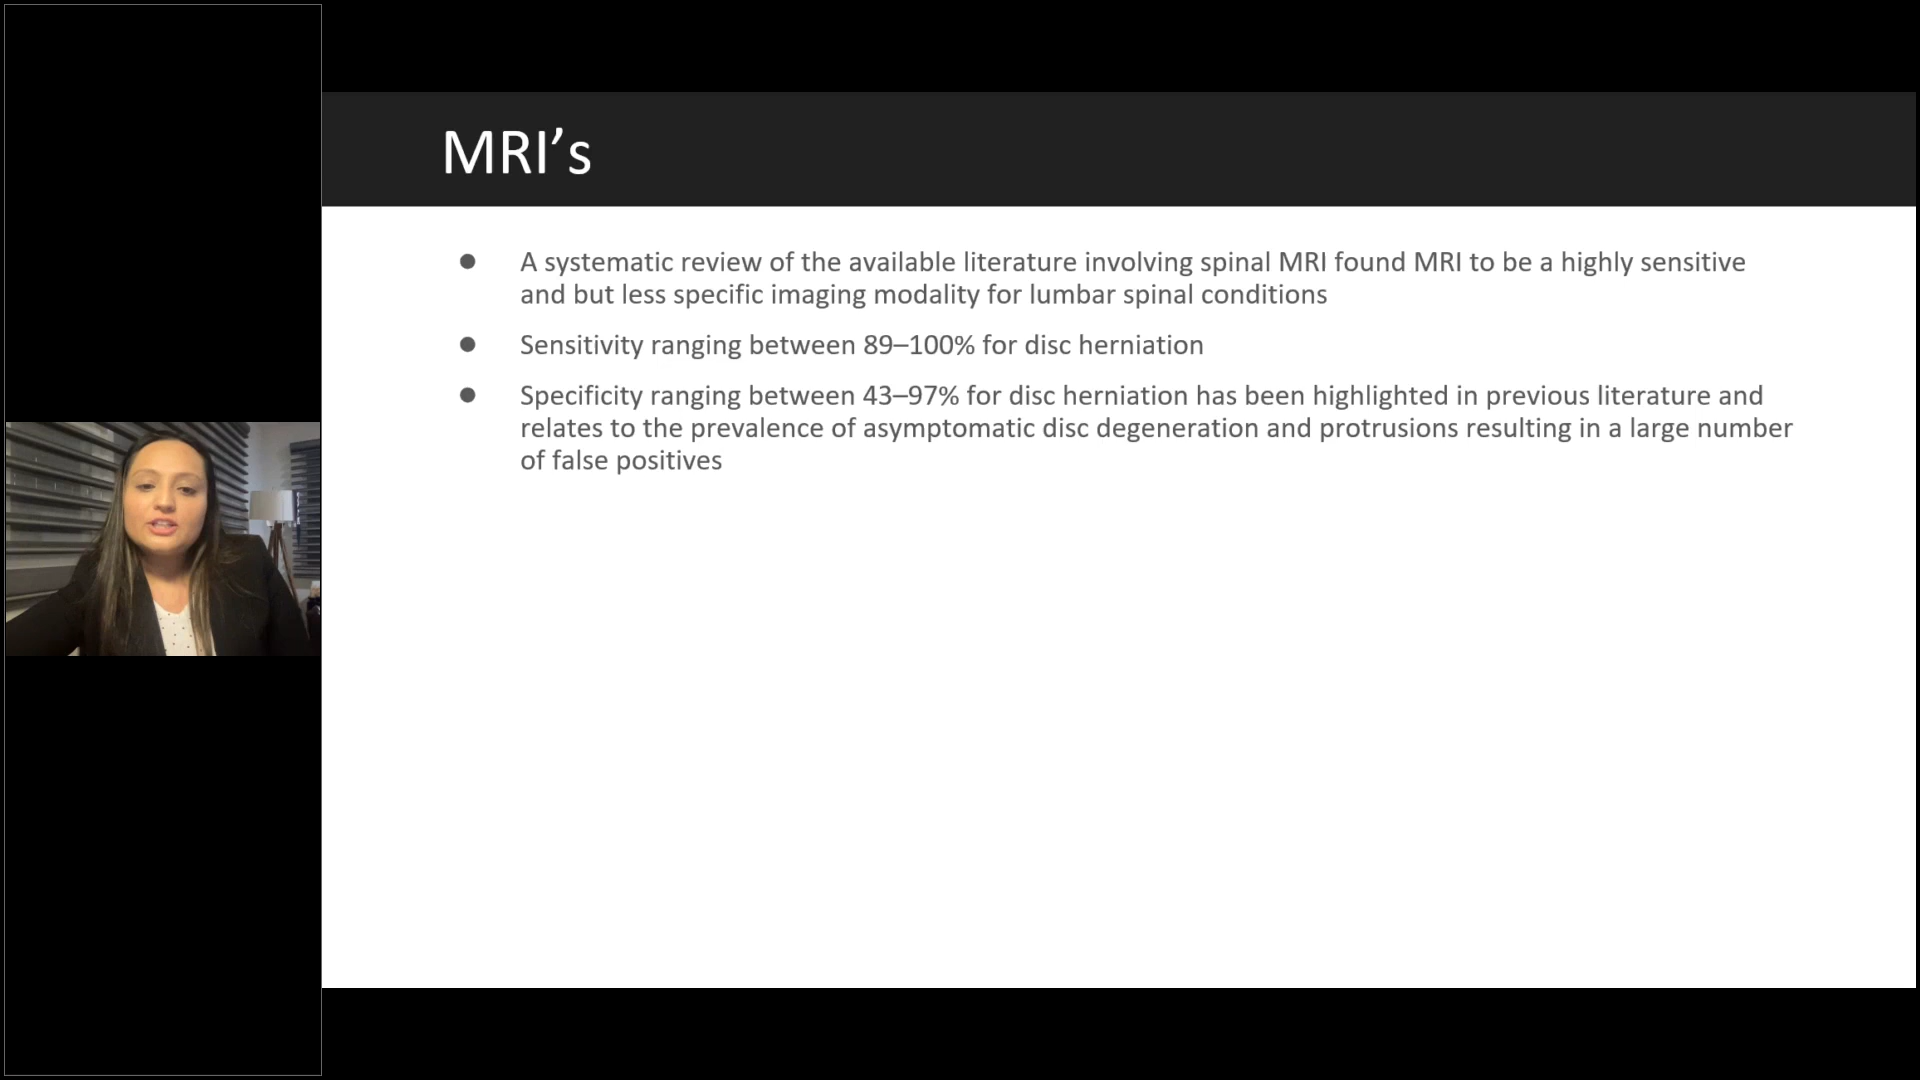 MRI’s
● A systematic review of the available literature involving spinal MRI found MRI to be a highly sensitive
and but less specific imaging modality for lumbar spinal conditions
● Sensitivity ranging between 89–100% for disc herniation
● Specificity ranging between 43–97% for disc herniation has been highlighted in previous literature and
relates to the prevalence of asymptomatic disc degeneration and protrusions resulting in a large number
of false positives